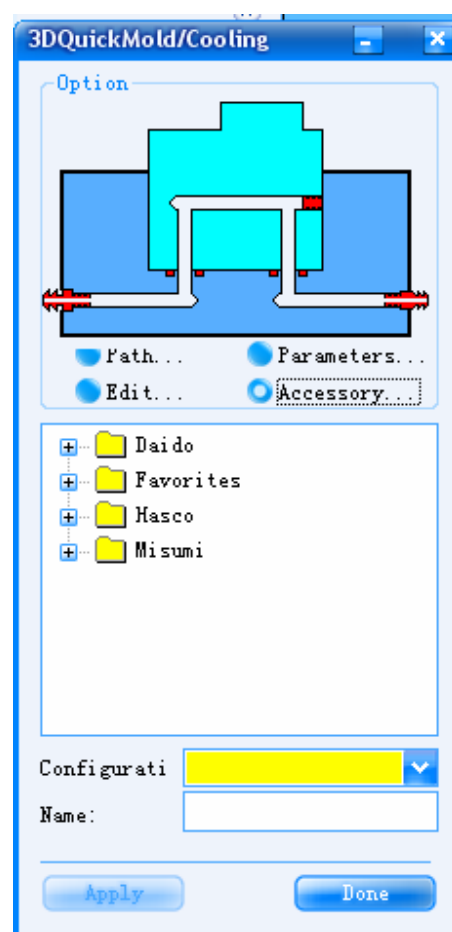 3DQuickMold/Cooling
Option
Path... Parameters...
Edit... Accessory...
Daido
Favorites
Hasco
Misumi
Configurati
Name:
Apply Done